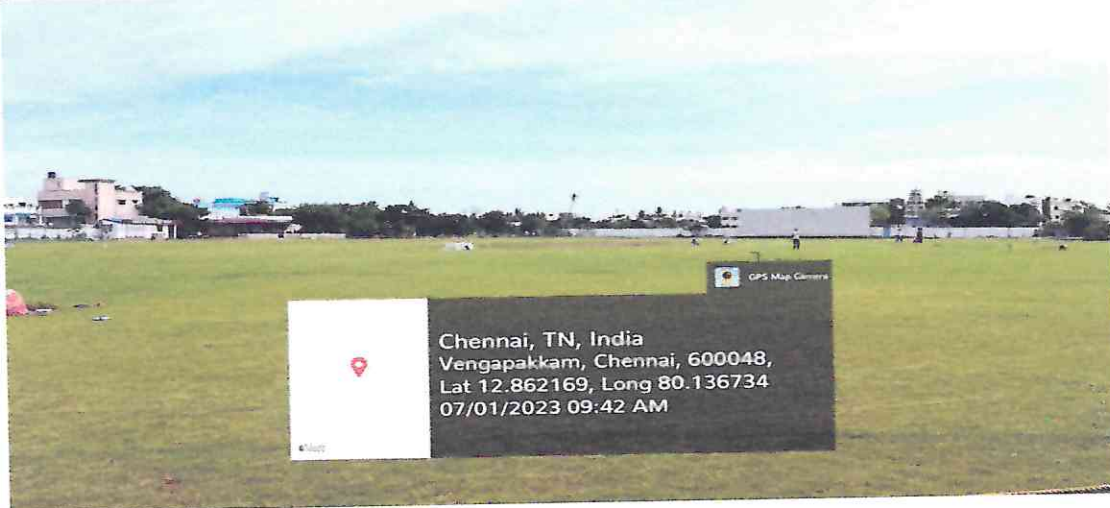 GPS Map Camera
Chennai, TN, India
Vengapakkam, Chennai, 600048,
Lat 12.862169, Long 80.136734
07/01/2023 09:42 AM